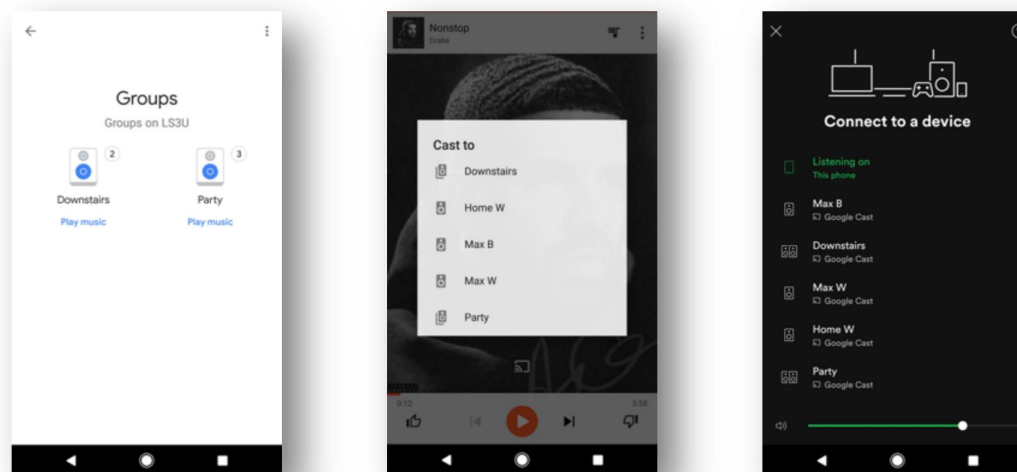 Groups
Groups on LS3U
2
3
Downstairs
Party
Play music
Play music
Nonstop
Drake
Cast to
Downstairs
Home W
Max B
Max W
Party
0:12
3:58
Connect to a device
Listening on
This phone
Max B
Google Cast
Downstairs
Google Cast
Max W
Google Cast
Home W
Google Cast
Party
Google Cast